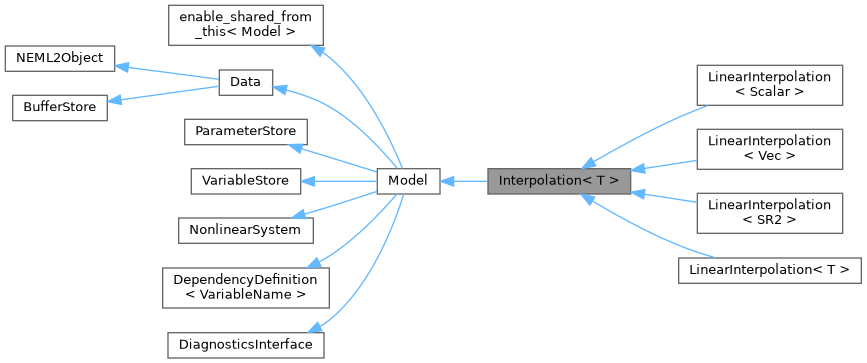 enable_shared_from
_this< Model >
NEML2Object
Data
BufferStore
ParameterStore
VariableStore
NonlinearSystem
DependencyDefinition
< VariableName >
DiagnosticsInterface
Model
Interpolation< T >
LinearInterpolation
< Scalar >
LinearInterpolation
< Vec >
LinearInterpolation
< SR2 >
LinearInterpolation< T >